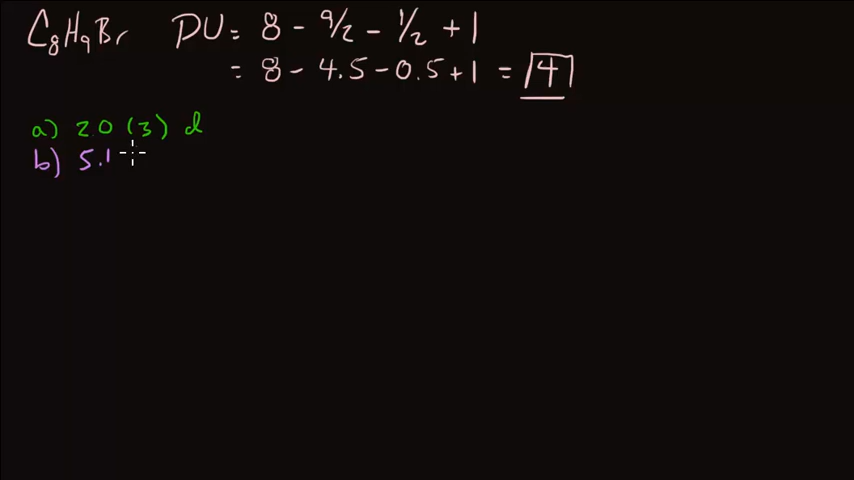 C₈H₉Br DU = 8 - 9/2 - 1/2 + 1
= 8 - 4.5 - 0.5 + 1 = 4
a) 2.0 (3) d
b) 5.1